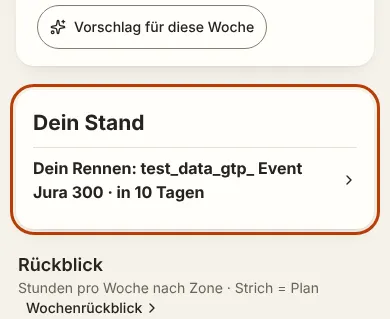 Vorschlag für diese Woche
Dein Stand
Dein Rennen: test_data_gtp_ Event
Jura 300 · in 10 Tagen
Rückblick
Stunden pro Woche nach Zone · Strich = Plan
Wochenrückblick